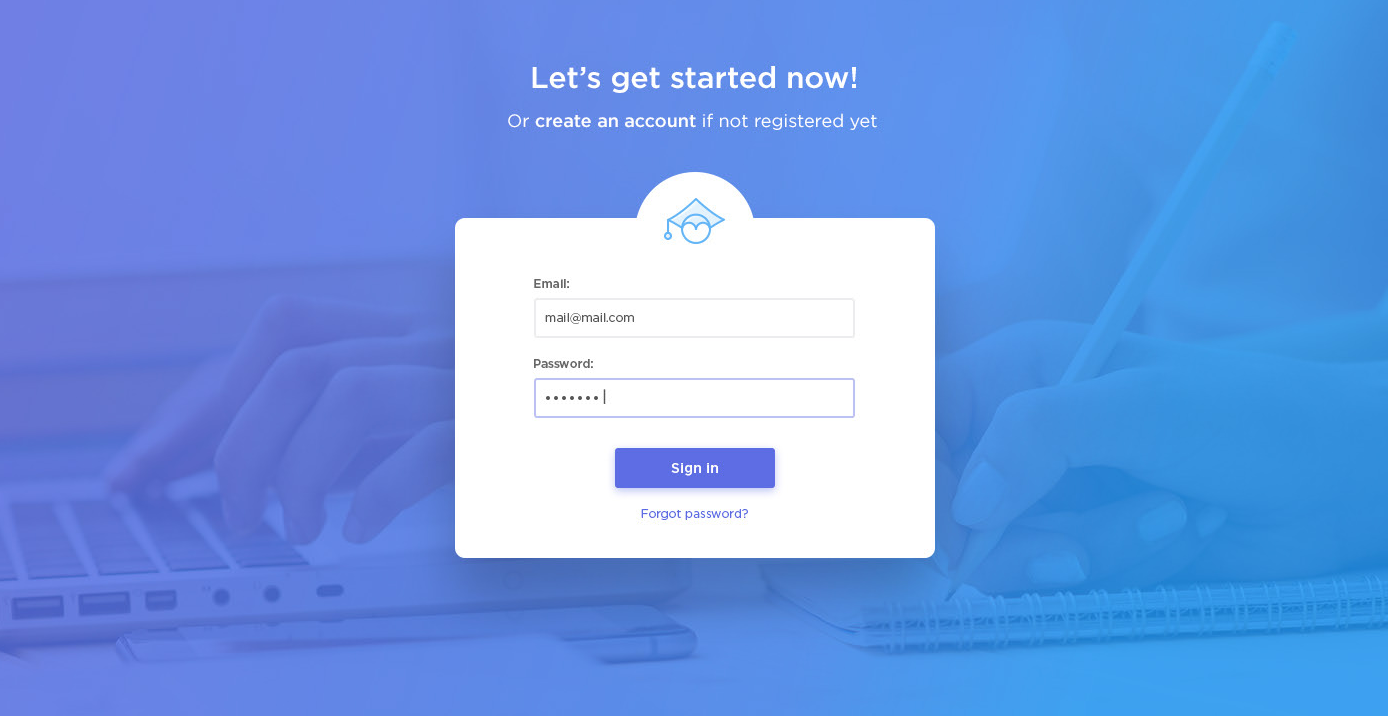 Let's get started now!
Or create an account if not registered yet
Email:
mail@mail.com
Password:
•••••••
Sign in
Forgot password?